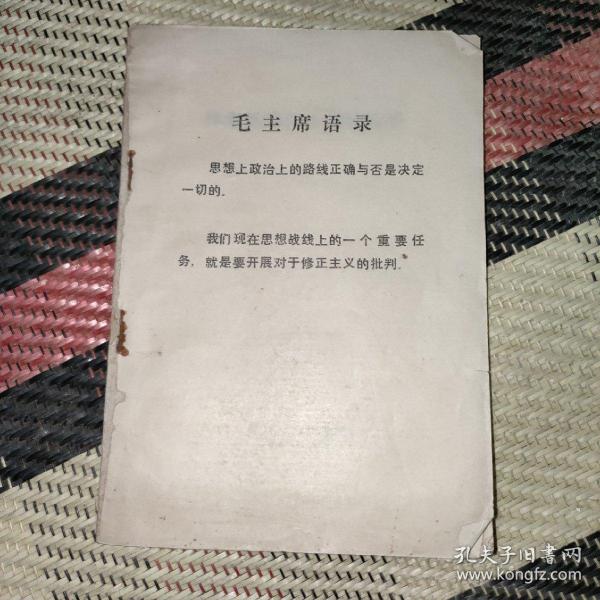 毛主席语录
思想上政治上的路线正确与否是决定
一切的.
我们现在思想战线上的一个重要任
务,就是要开展对于修正主义的批判.
孔夫子旧書网
www.kongfz.com